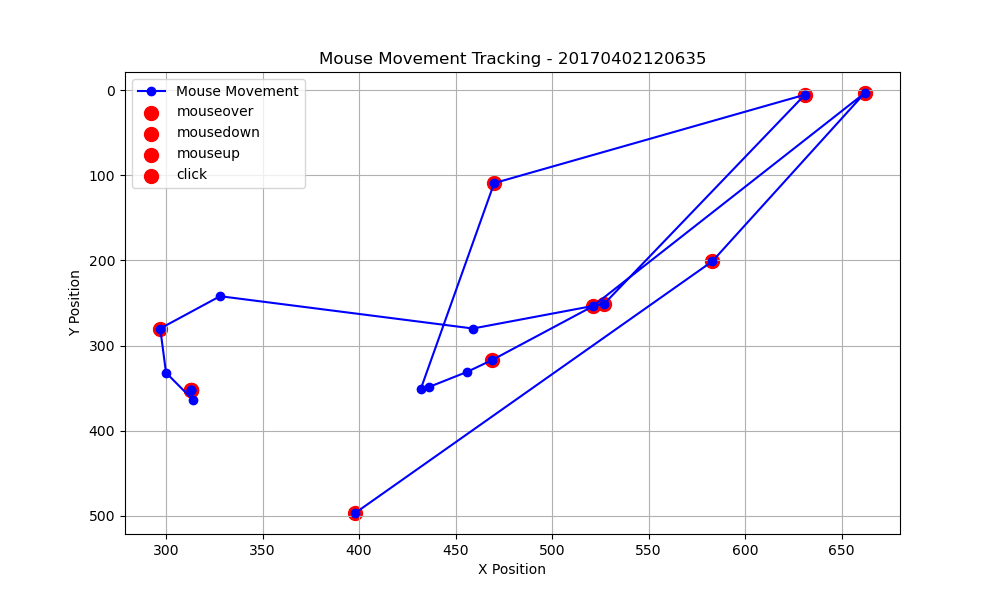 Mouse Movement Tracking - 20170402120635
Mouse Movement
mouseover
mousedown
mouseup
click
0
100
200
300
400
500
Y Position
300 350 400 450 500 550 600 650
X Position